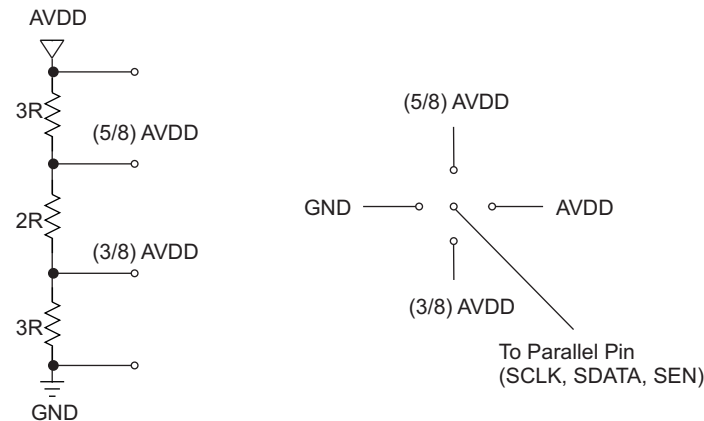 AVDD
3R
(5/8) AVDD
2R
(3/8) AVDD
3R
GND
(5/8) AVDD
GND
AVDD
(3/8) AVDD
To Parallel Pin
(SCLK, SDATA, SEN)